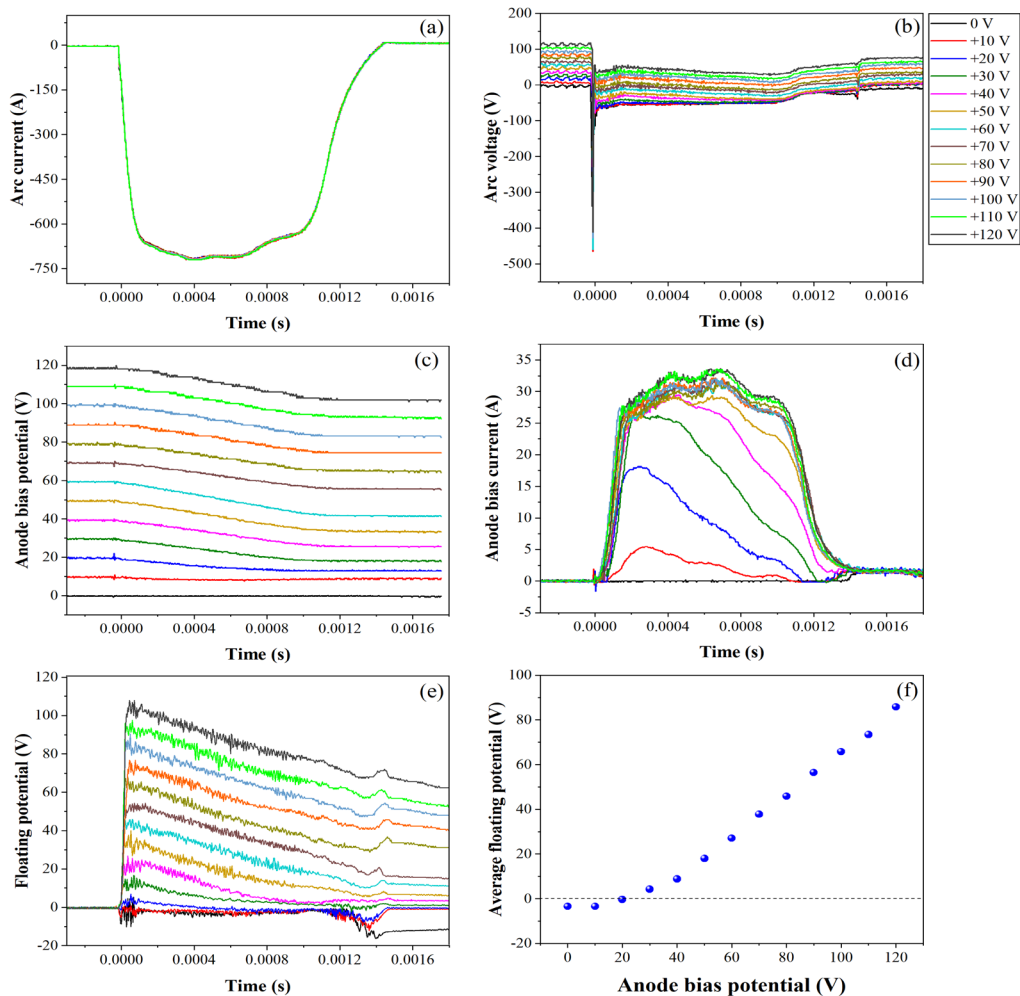 (a)
Arc current (A)
0
-150
-300
-450
-600
-750
0.0000 0.0004 0.0008 0.0012 0.0016
Time (s)
(b)
Arc voltage (V)
200
100
0
-100
-200
-300
-400
-500
0.0000 0.0004 0.0008 0.0012 0.0016
Time (s)
0 V
+10 V
+20 V
+30 V
+40 V
+50 V
+60 V
+70 V
+80 V
+90 V
+100 V
+110 V
+120 V
(c)
Anode bias potential (V)
120
100
80
60
40
20
0
0.0000 0.0004 0.0008 0.0012 0.0016
Time (s)
(d)
Anode bias current (A)
35
30
25
20
15
10
5
0
-5
0.0000 0.0004 0.0008 0.0012 0.0016
Time (s)
(e)
Floating potential (V)
120
100
80
60
40
20
0
-20
0.0000 0.0004 0.0008 0.0012 0.0016
Time (s)
(f)
Average floating potential (V)
100
80
60
40
20
0
-20
0 20 40 60 80 100 120
Anode bias potential (V)